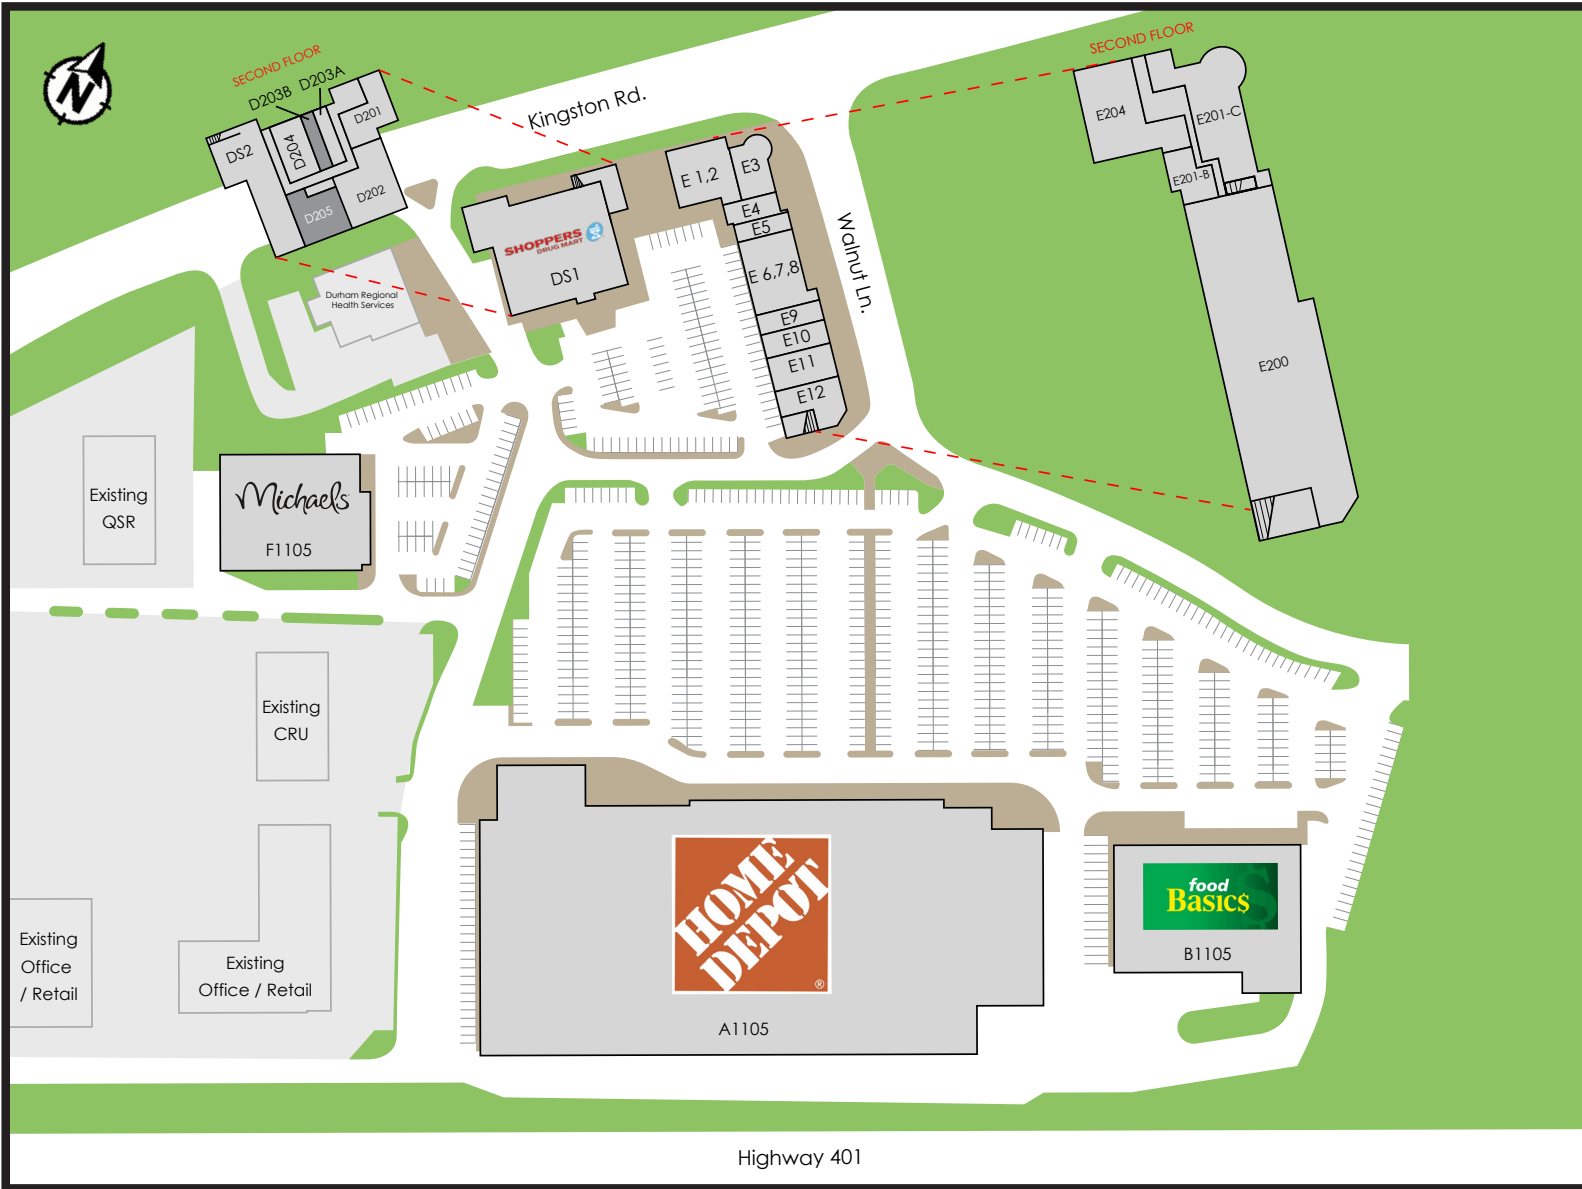 N
SECOND FLOOR
D203B
D203A
D201
D204
DS2
D202
D205
Kingston Rd.
SECOND FLOOR
E204
E201-C
E201-B
E200
E 1,2
E3
E4
E5
E 6,7,8
E9
E10
E11
E12
Walnut Ln.
SHOPPERS
DRUG MART
DS1
Durham Regional
Health Services
Existing
QSR
Michaels
F1105
Existing
CRU
Existing
Office
/ Retail
Existing
Office / Retail
HOME
DEPOT
®
A1105
food
Basic$
B1105
Highway 401